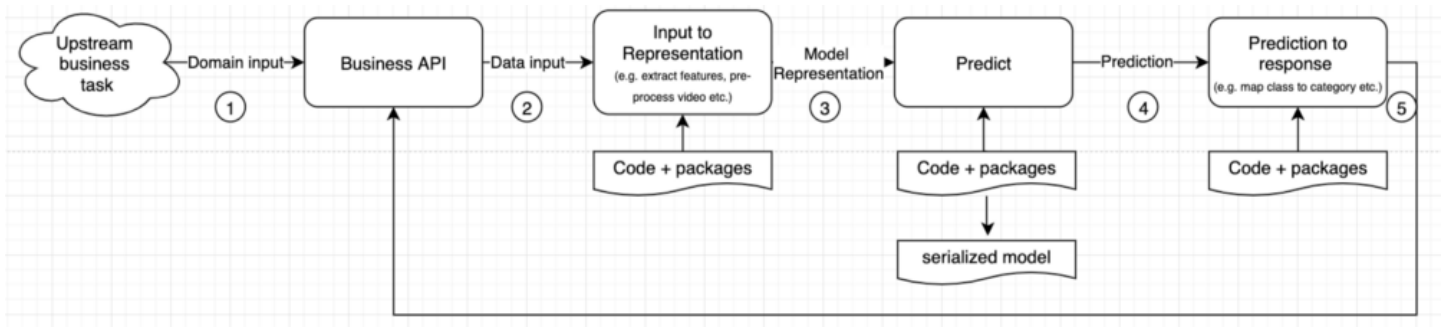 Upstream
business
task
Domain input
1
Business API
Data input
2
Input to
Representation
(e.g. extract features, pre-
process video etc.)
Model
Representation
3
Predict
Prediction
4
Prediction to
response
(e.g. map class to category etc.)
5
Code + packages
Code + packages
Code + packages
serialized model